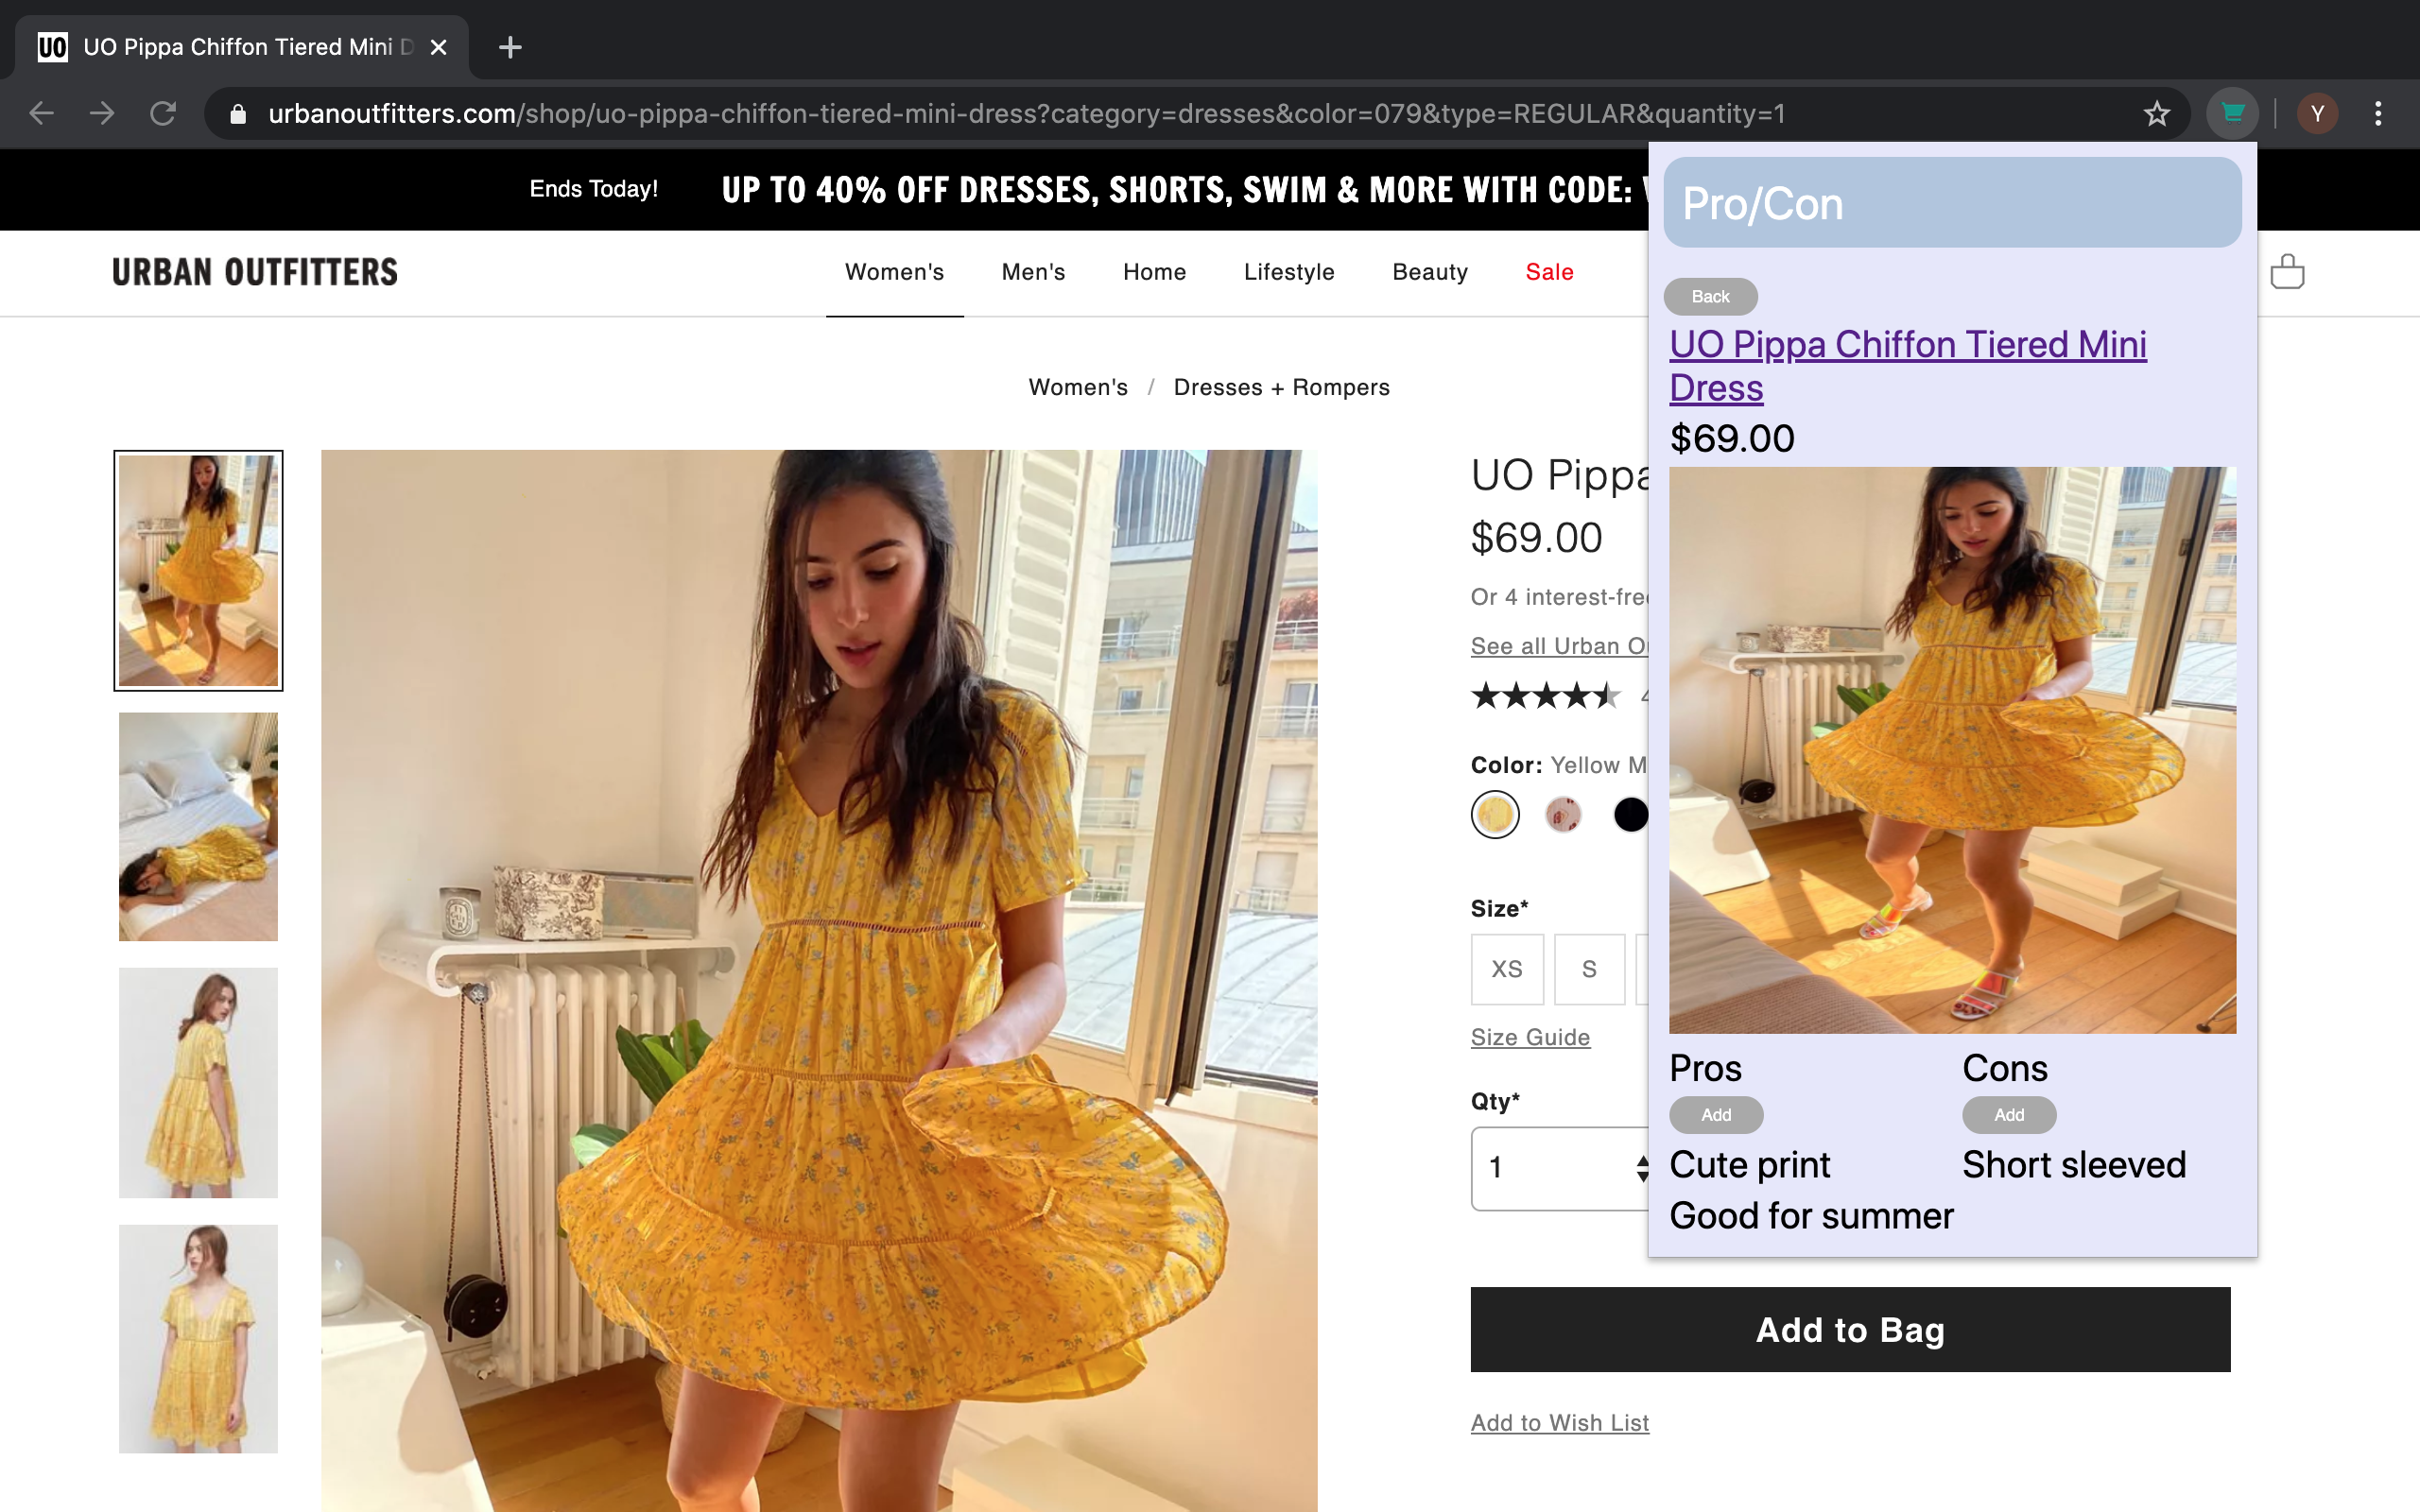 UO UO Pippa Chiffon Tiered Mini D
urbanoutfitters.com/shop/uo-pippa-chiffon-tiered-mini-dress?category=dresses&color=079&type=REGULAR&quantity=1
Y
Ends Today! UP TO 40% OFF DRESSES, SHORTS, SWIM & MORE WITH CODE:
URBAN OUTFITTERS
Women's Men's Home Lifestyle Beauty Sale
Women's / Dresses + Rompers
UO Pippa
$69.00
Or 4 interest-free
See all Urban Ou
4
Color: Yellow M
Size*
XS S
Size Guide
Qty*
1
Add to Bag
Add to Wish List
Pro/Con
Back
UO Pippa Chiffon Tiered Mini
Dress
$69.00
Pros Cons
Add Add
Cute print Short sleeved
Good for summer